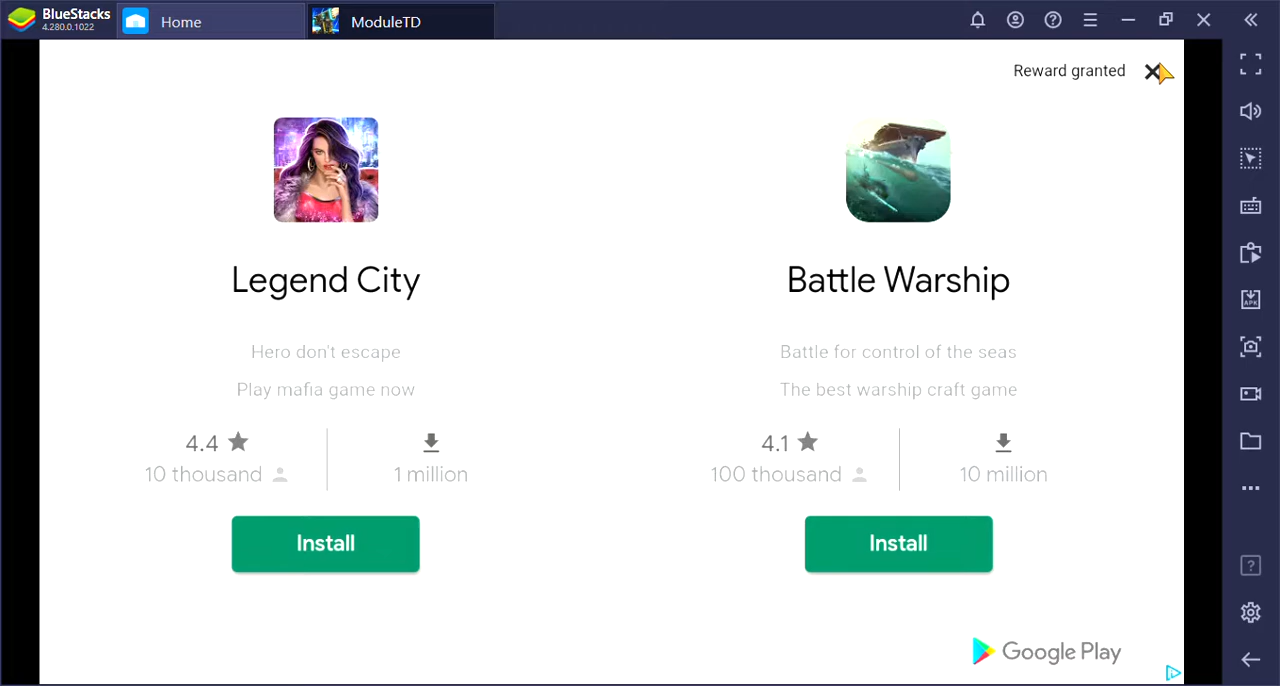 BlueStacks
4.280.0.1022
Home
ModuleTD
Reward granted
Legend City
Hero don't escape
Play mafia game now
4.4
10 thousand
1 million
Install
Battle Warship
Battle for control of the seas
The best warship craft game
4.1
100 thousand
10 million
Install
Google Play
APK